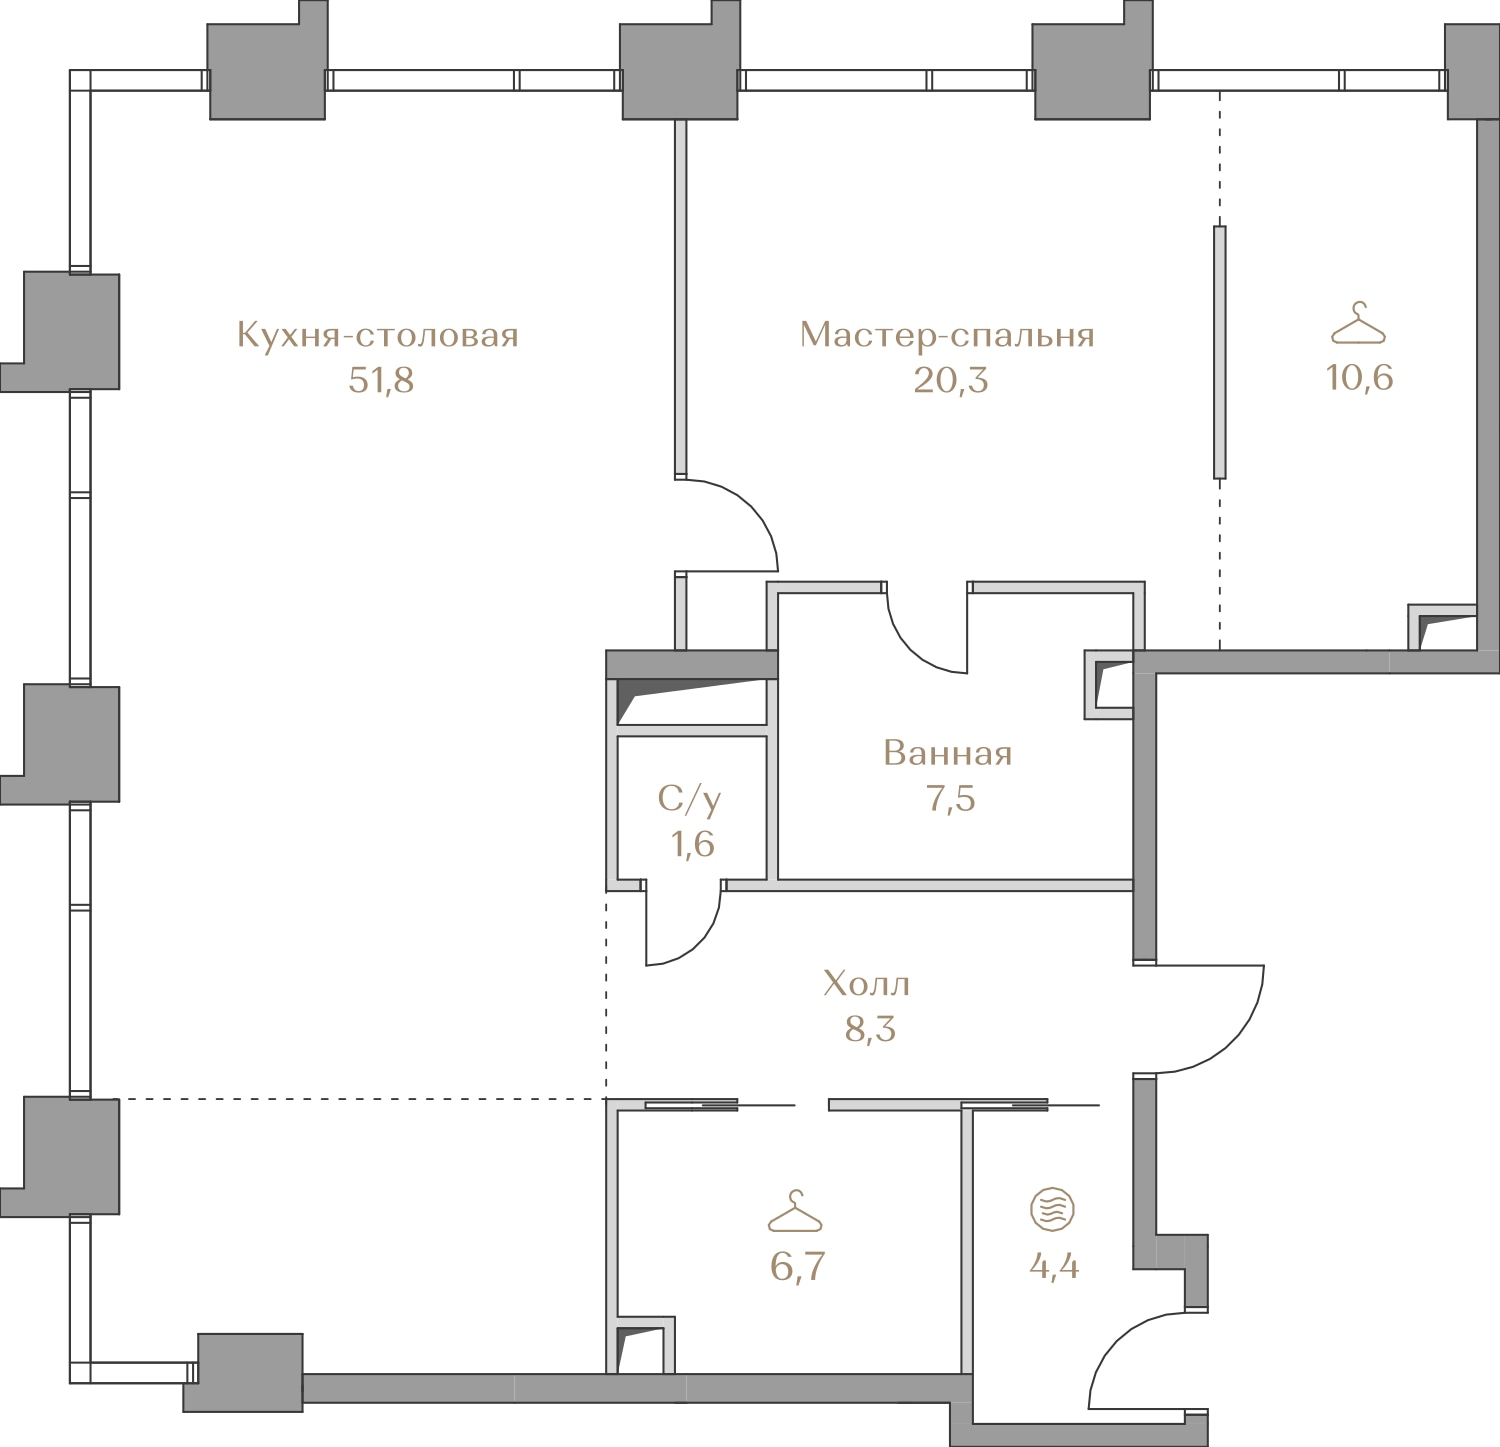 Кухня-столовая
51,8
Мастер-спальня
20,3
10,6
Ванная
7,5
С/у
1,6
Холл
8,3
6,7
4,4